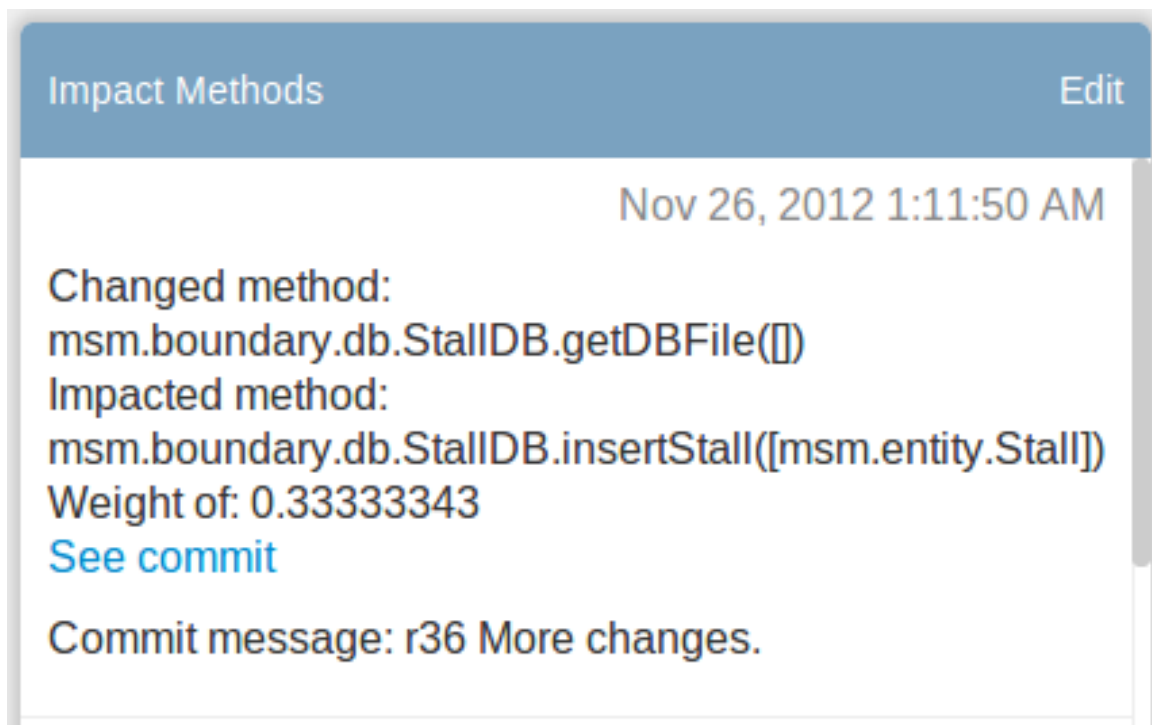 Impact Methods Edit
Nov 26, 2012 1:11:50 AM
Changed method:
msm.boundary.db.StallDB.getDBFile([])
Impacted method:
msm.boundary.db.StallDB.insertStall([msm.entity.Stall])
Weight of: 0.33333343
See commit
Commit message: r36 More changes.